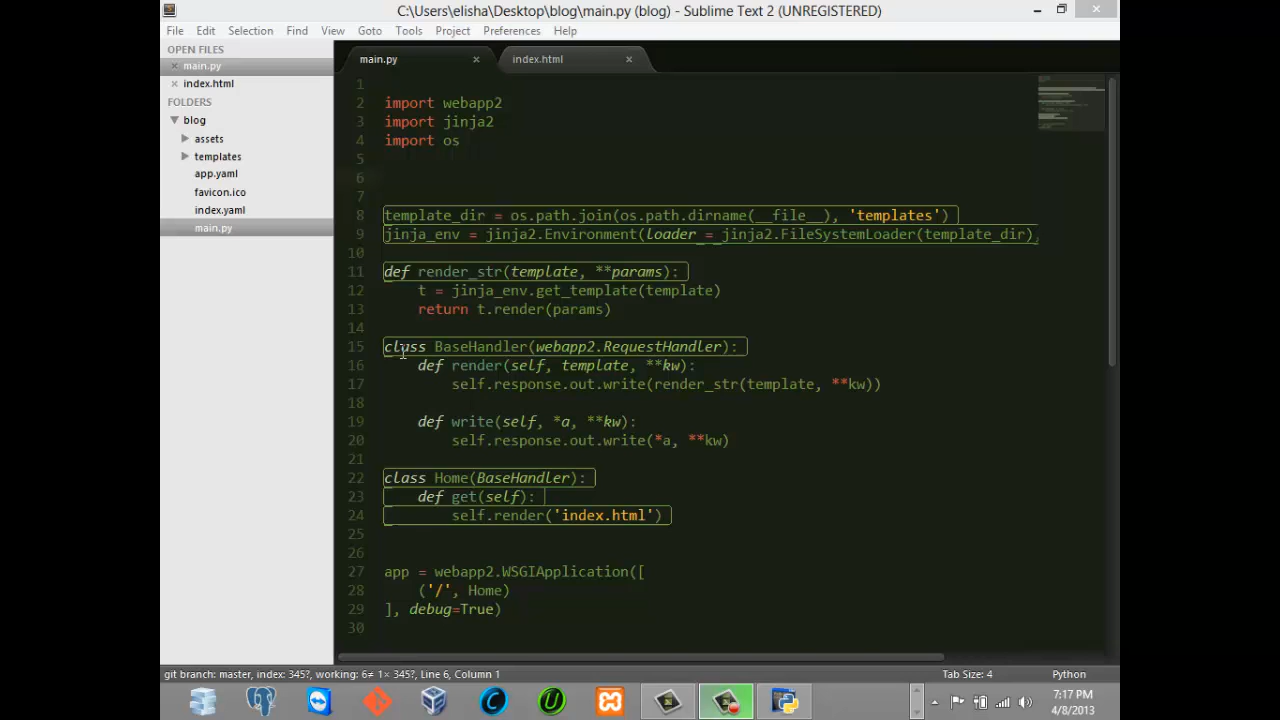 C:\Users\elisha\Desktop\blog\main.py (blog) - Sublime Text 2 (UNREGISTERED)
File Edit Selection Find View Goto Tools Project Preferences Help
OPEN FILES
main.py
index.html
FOLDERS
blog
assets
templates
app.yaml
favicon.ico
index.yaml
main.py
main.py index.html
1
2 import webapp2
3 import jinja2
4 import os
5
6
7
8 template_dir = os.path.join(os.path.dirname(__file__), 'templates')
9 jinja_env = jinja2.Environment(loader = jinja2.FileSystemLoader(template_dir)
10
11 def render_str(template, **params):
12 t = jinja_env.get_template(template)
13 return t.render(params)
14
15 class BaseHandler(webapp2.RequestHandler):
16 def render(self, template, **kw):
17 self.response.out.write(render_str(template, **kw))
18
19 def write(self, *a, **kw):
20 self.response.out.write(*a, **kw)
21
22 class Home(BaseHandler):
23 def get(self):
24 self.render('index.html')
25
26
27 app = webapp2.WSGIApplication([
28 ('/', Home)
29 ], debug=True)
30
git branch: master, index: 345?, working: 6≠ 1× 345?, Line 6, Column 1 Tab Size: 4 Python
7:17 PM
4/8/2013